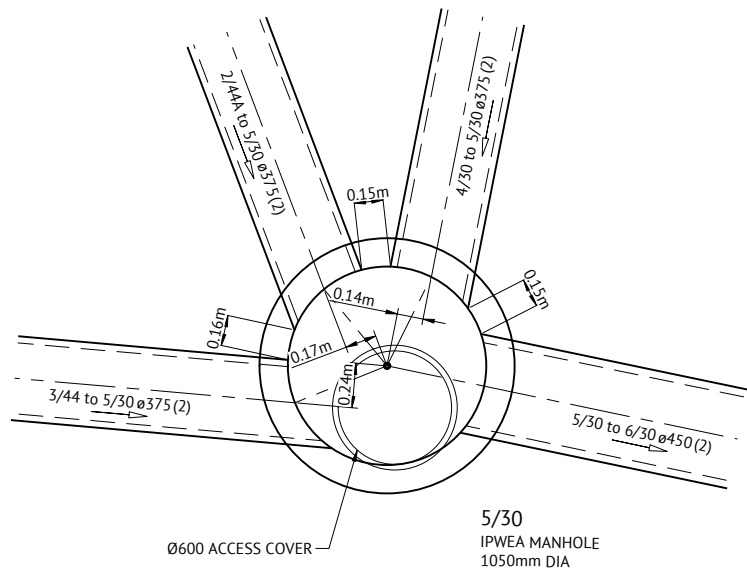 2/44A to 5/30 ø375(2)
4/30 to 5/30 ø375(2)
0.15m
0.15m
0.14m
0.16m
0.17m
0.24m
3/44 to 5/30 ø375(2)
5/30 to 6/30 ø450(2)
Ø600 ACCESS COVER
5/30
IPWEA MANHOLE
1050mm DIA